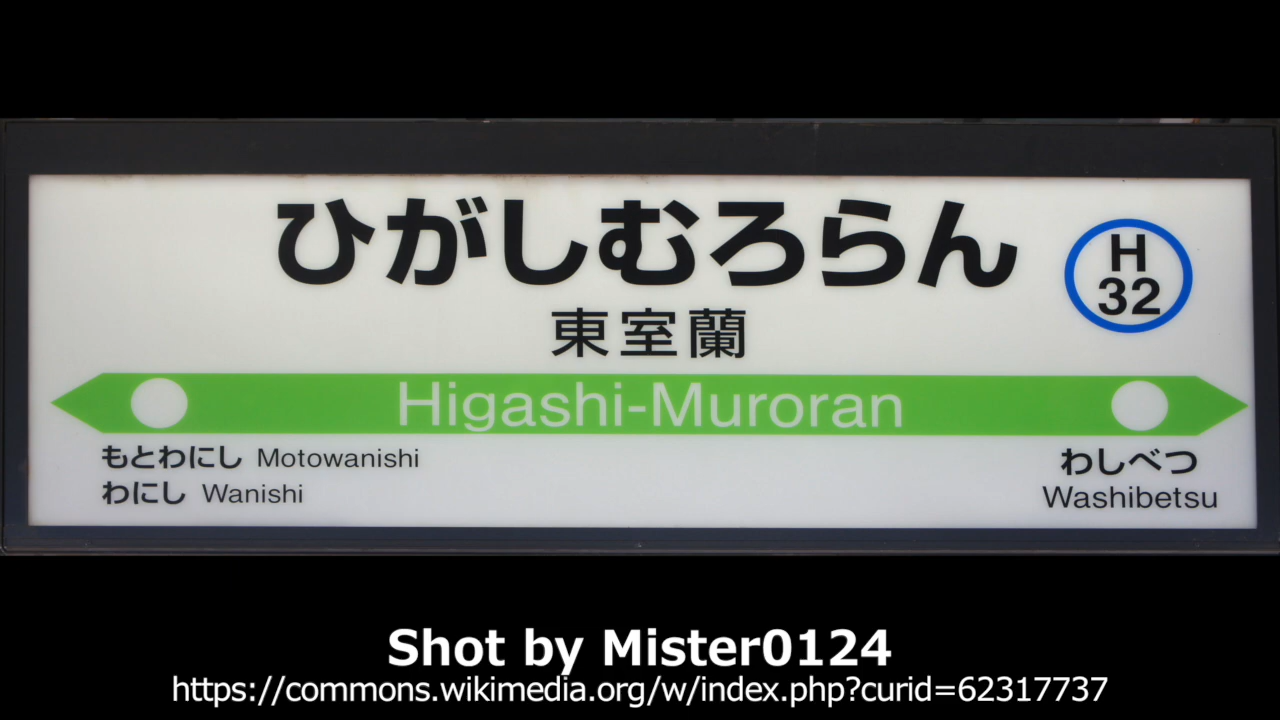 ひがしむろらん
H
32
東室蘭
Higashi-Muroran
もとわにし Motowanishi
わにし Wanishi
わしべつ
Washibetsu
Shot by Mister0124
https://commons.wikimedia.org/w/index.php?curid=62317737